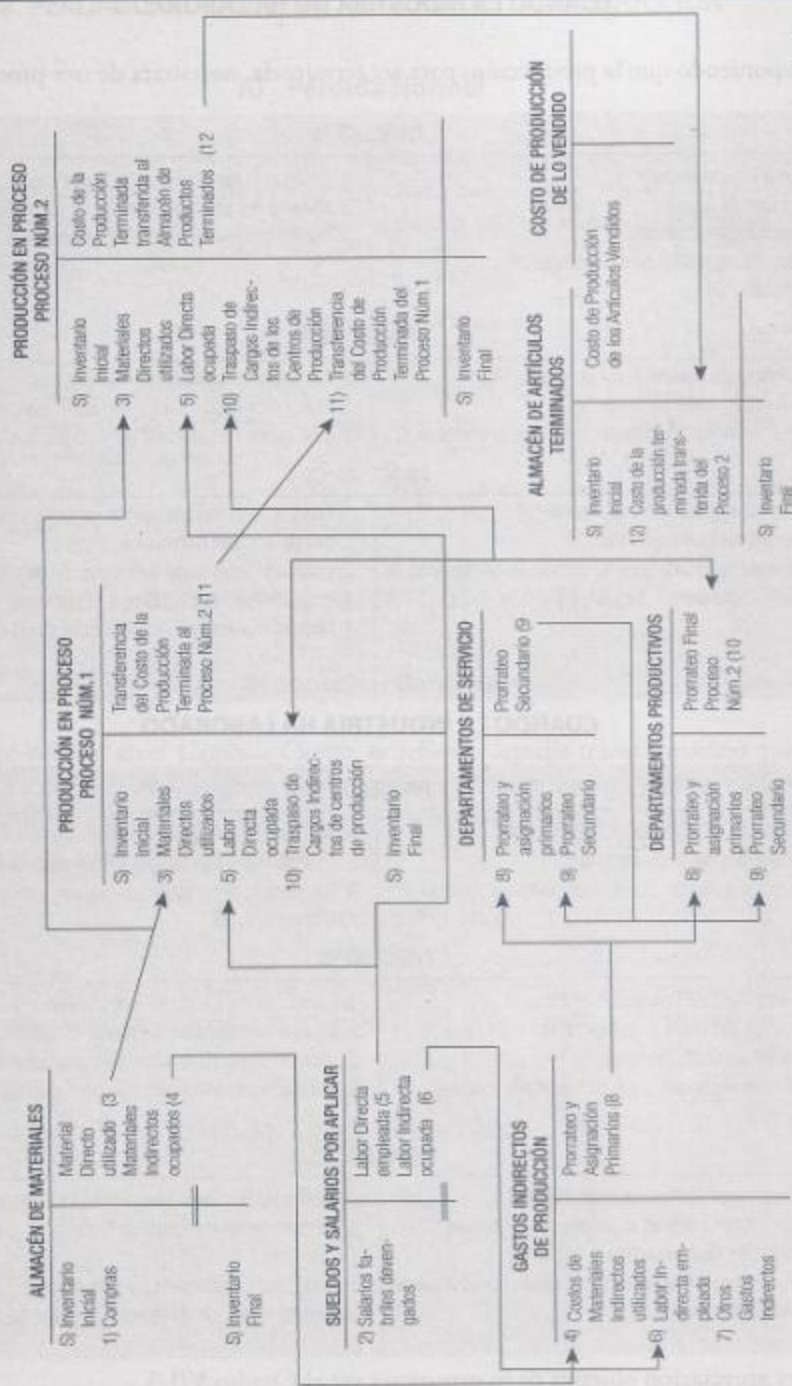 suponiendo que la producción, para ser terminada, necesitara de dos
ALMACÉN DE MATERIALES
S) Inventario
Inicial
1) Compras
S) Inventario
Final
Material
Directo
utilizado (3
Materiales
Indirectos
ocupados (4
SUELDOS Y SALARIOS POR APLICAR
2) Salarios fa-
briles deven-
gados
Labor Directa
empleada (5
Labor Indirecta
ocupada (6
GASTOS INDIRECTOS
DE PRODUCCIÓN
4) Costos de
Materiales
Indirectos
utilizados
6) Labor In-
directa em-
pleada
7) Otros
Gastos
Indirectos
Prorrateo y
Asignación
Primarios (8
PRODUCCIÓN EN PROCESO
PROCESO NÚM.1
S) Inventario
Inicial
3) Materiales
Directos
utilizados
5) Labor
Directa
ocupada
10) Traspaso de
Cargos Indirec-
tos de centros
de producción
S) Inventario
Final
Transferencia
del Costo de la
Producción
Terminada al
Proceso Núm.2 (11
DEPARTAMENTOS DE SERVICIO
8) Prorrateo y
asignación
primarios
9) Prorrateo
Secundario
Prorrateo
Secundario (9
DEPARTAMENTOS PRODUCTIVOS
8) Prorrateo y
asignación
primarios
9) Prorrateo
Secundario
Prorrateo Final
Proceso
Núm.2 (10
PRODUCCIÓN EN PROCESO
PROCESO NÚM.2
S) Inventario
Inicial
3) Materiales
Directos
utilizados
5) Labor Directa
ocupada
10) Traspaso de
Cargos Indirec-
tos de los
Centros de
Producción
11) Transferencia
del Costo de
Producción
Terminada del
Proceso Núm.1
S) Inventario
Final
Costo de la
Producción
Terminada
transferida al
Almacén de
Productos
Terminados (12
ALMACÉN DE ARTÍCULOS
TERMINADOS
S) Inventario
Inicial
12) Costo de la
producción ter-
minada trans-
ferida del
Proceso 2
S) Inventario
Final
Costo de Producción
de los Artículos Vendidos
COSTO DE PRODUCCIÓN
DE LO VENDIDO